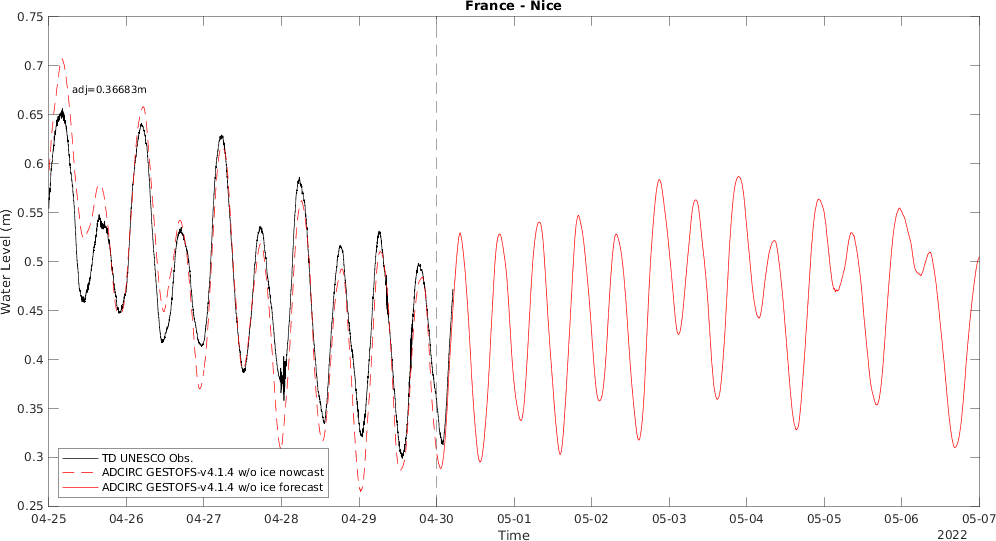 France - Nice
0.75
0.7
0.65
0.6
0.55
0.5
0.45
0.4
0.35
0.3
0.25
Water Level (m)
adj=0.36683m
TD UNESCO Obs.
ADCIRC GESTOFS-v4.1.4 w/o ice nowcast
ADCIRC GESTOFS-v4.1.4 w/o ice forecast
04-25 04-26 04-27 04-28 04-29 04-30 05-01 05-02 05-03 05-04 05-05 05-06 05-07
Time
2022